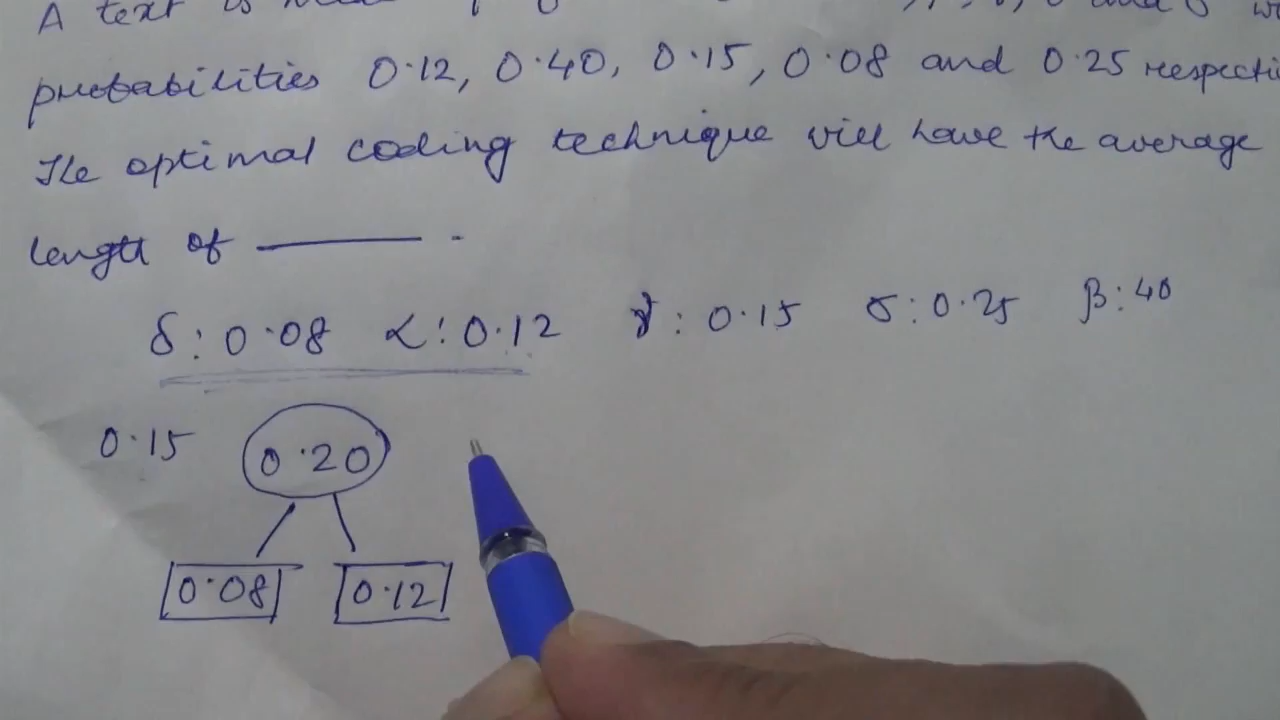 A text is
probabilities 0.12, 0.40, 0.15, 0.08 and 0.25
The optimal coding technique will have the average
length of ——— .
δ: 0.08 α: 0.12 γ: 0.15 σ: 0.25 β: 40
0.15 0.20
0.08 0.12